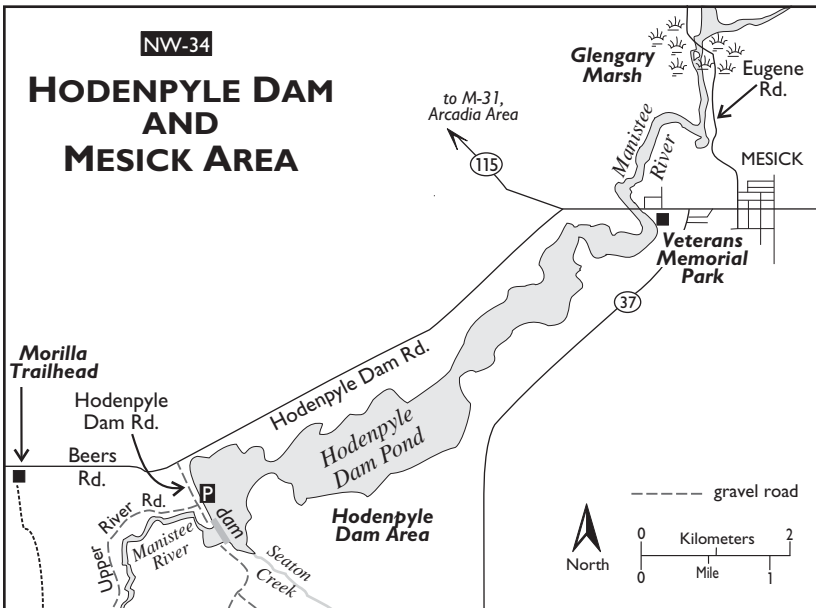 NW-34
HODENPYLE DAM
AND
MESICK AREA
to M-31,
Arcadia Area
115
Glengary
Marsh
Eugene
Rd.
Manistee
River
MESICK
Veterans
Memorial
Park
37
Morilla
Trailhead
Hodenpyle
Dam Rd.
Hodenpyle Dam Rd.
Beers
Rd.
Hodenpyle
Dam Pond
P
dam
Upper River Rd.
Manistee
River
Hodenpyle
Dam Area
Seaton
Creek
North
gravel road
0 Kilometers 2
0 Mile 1